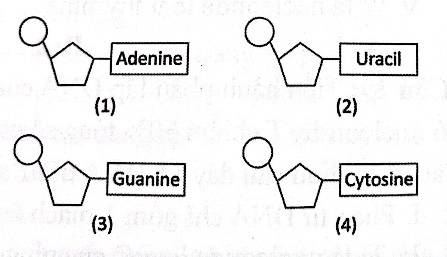 Adenine
Uracil
(1)
(2)
Guanine
Cytosine
(3)
(4)